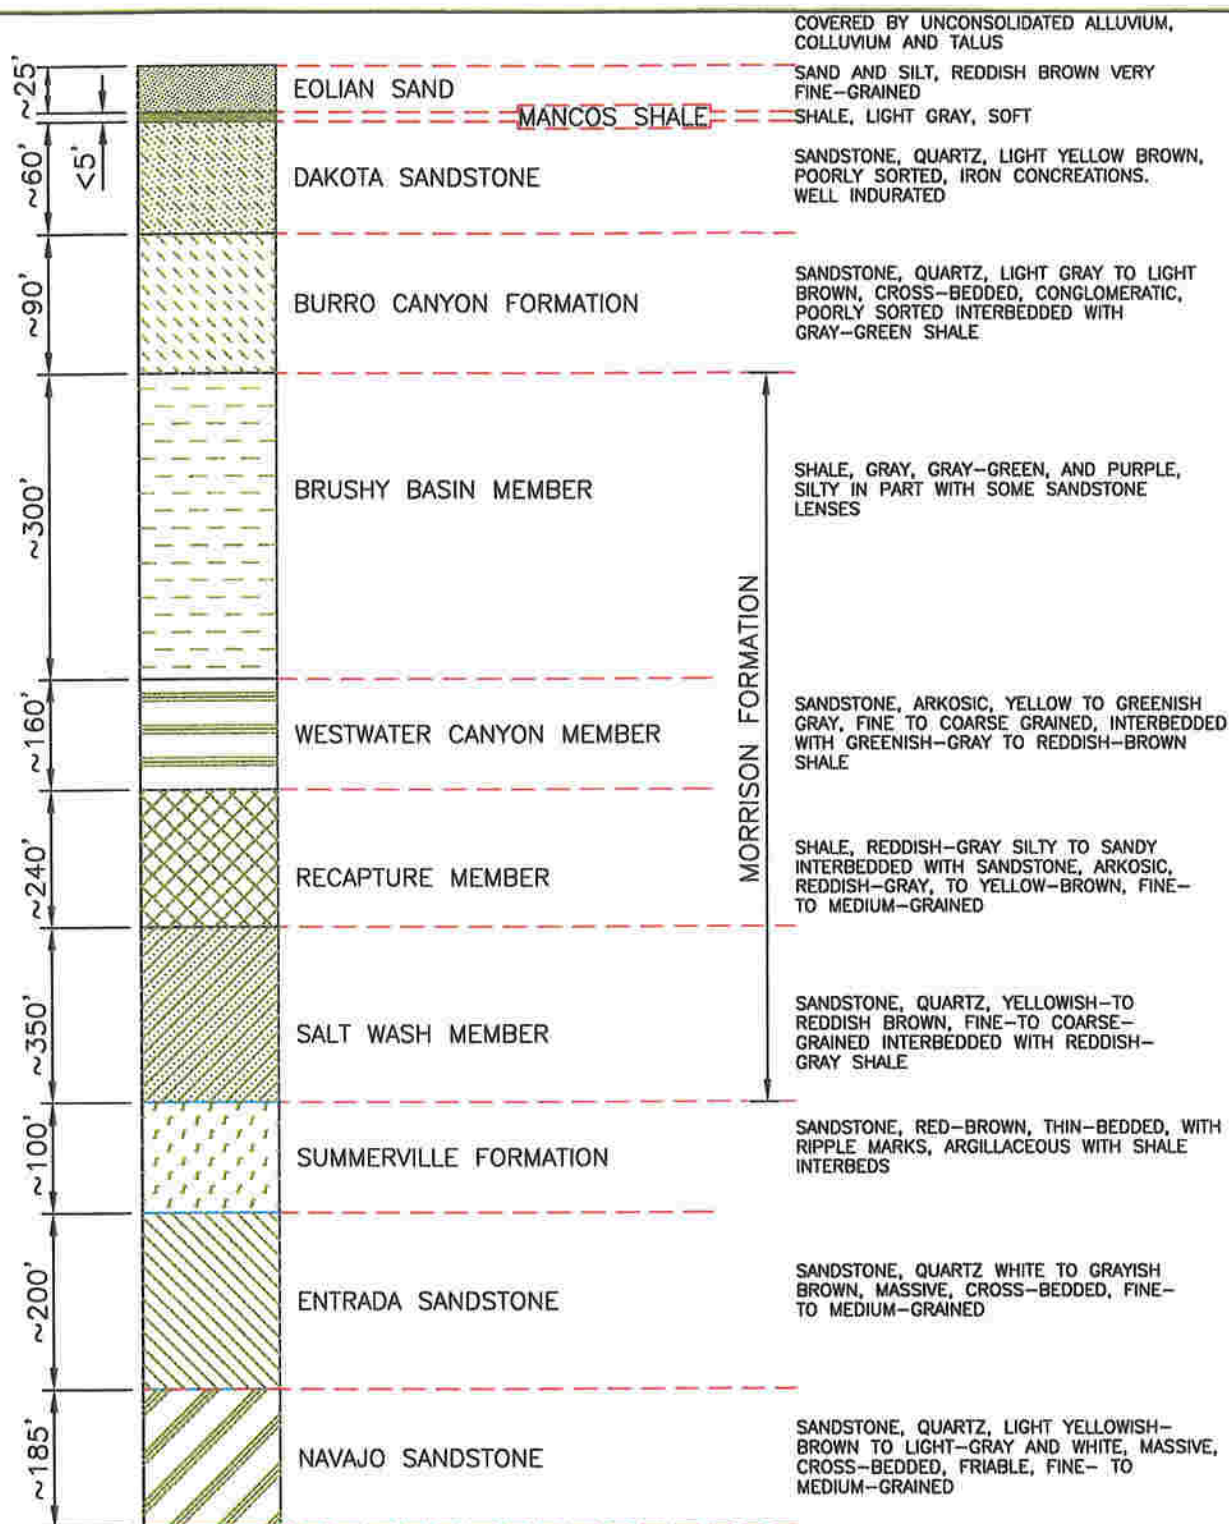 COVERED BY UNCONSOLIDATED ALLUVIUM,
COLLUVIUM AND TALUS
~25'
EOLIAN SAND
SAND AND SILT, REDDISH BROWN VERY
FINE-GRAINED
<5'
MANCOS SHALE
SHALE, LIGHT GRAY, SOFT
~60'
DAKOTA SANDSTONE
SANDSTONE, QUARTZ, LIGHT YELLOW BROWN,
POORLY SORTED, IRON CONCREATIONS.
WELL INDURATED
~90'
BURRO CANYON FORMATION
SANDSTONE, QUARTZ, LIGHT GRAY TO LIGHT
BROWN, CROSS-BEDDED, CONGLOMERATIC,
POORLY SORTED INTERBEDDED WITH
GRAY-GREEN SHALE
~300'
BRUSHY BASIN MEMBER
SHALE, GRAY, GRAY-GREEN, AND PURPLE,
SILTY IN PART WITH SOME SANDSTONE
LENSES
MORRISON FORMATION
~160'
WESTWATER CANYON MEMBER
SANDSTONE, ARKOSIC, YELLOW TO GREENISH
GRAY, FINE TO COARSE GRAINED, INTERBEDDED
WITH GREENISH-GRAY TO REDDISH-BROWN
SHALE
~240'
RECAPTURE MEMBER
SHALE, REDDISH-GRAY SILTY TO SANDY
INTERBEDDED WITH SANDSTONE, ARKOSIC,
REDDISH-GRAY, TO YELLOW-BROWN, FINE-
TO MEDIUM-GRAINED
~350'
SALT WASH MEMBER
SANDSTONE, QUARTZ, YELLOWISH-TO
REDDISH BROWN, FINE-TO COARSE-
GRAINED INTERBEDDED WITH REDDISH-
GRAY SHALE
~100'
SUMMERVILLE FORMATION
SANDSTONE, RED-BROWN, THIN-BEDDED, WITH
RIPPLE MARKS, ARGILLACEOUS WITH SHALE
INTERBEDS
~200'
ENTRADA SANDSTONE
SANDSTONE, QUARTZ WHITE TO GRAYISH
BROWN, MASSIVE, CROSS-BEDDED, FINE-
TO MEDIUM-GRAINED
~185'
NAVAJO SANDSTONE
SANDSTONE, QUARTZ, LIGHT YELLOWISH-
BROWN TO LIGHT-GRAY AND WHITE, MASSIVE,
CROSS-BEDDED, FRIABLE, FINE- TO
MEDIUM-GRAINED